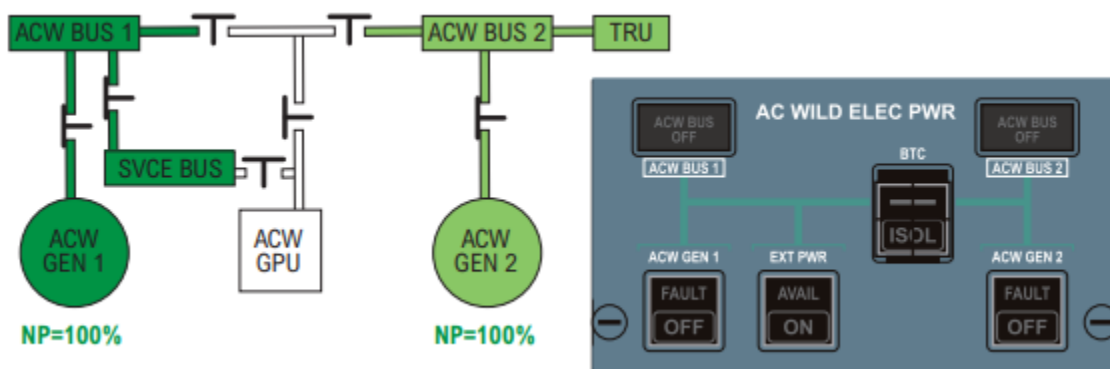 ACW BUS 1
ACW BUS 2
TRU
SVCE BUS
ACW
GEN 1
ACW
GPU
ACW
GEN 2
NP=100%
NP=100%
AC WILD ELEC PWR
ACW BUS
OFF
ACW BUS 1
BTC
ISOL
ACW BUS
OFF
ACW BUS 2
ACW GEN 1
FAULT
OFF
EXT PWR
AVAIL
ON
ACW GEN 2
FAULT
OFF